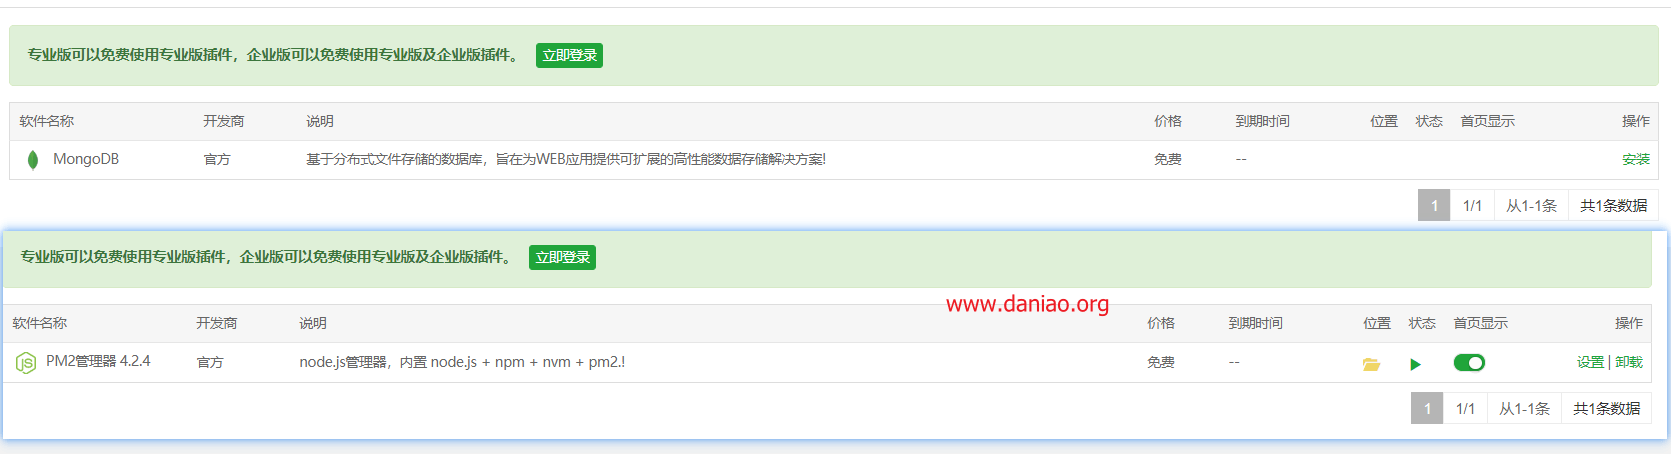 专业版可以免费使用专业版插件，企业版可以免费使用专业版及企业版插件。 立即登录
软件名称 开发商 说明 价格 到期时间 位置 状态 首页显示 操作
MongoDB 官方 基于分布式文件存储的数据库，旨在为WEB应用提供可扩展的高性能数据存储解决方案! 免费 -- 安装
1 1/1 从1-1条 共1条数据
专业版可以免费使用专业版插件，企业版可以免费使用专业版及企业版插件。 立即登录
www.daniao.org
软件名称 开发商 说明 价格 到期时间 位置 状态 首页显示 操作
JS PM2管理器 4.2.4 官方 node.js管理器，内置 node.js + npm + nvm + pm2.! 免费 -- 设置 | 卸载
1 1/1 从1-1条 共1条数据